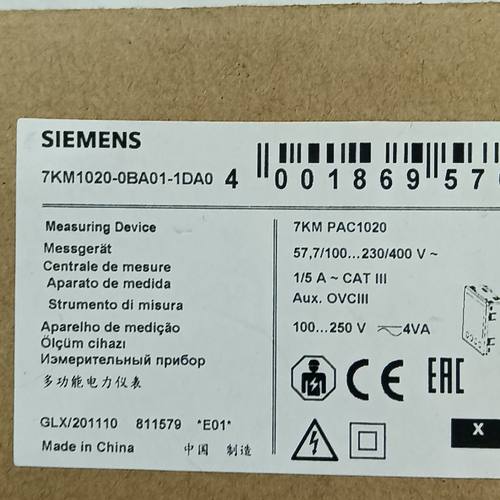 SIEMENS
7KM1020-0BA01-1DA0
4 001869 57
Measuring Device
Messgerät
Centrale de mesure
Aparato de medida
Strumento di misura
Aparelho de medição
Ölçüm cihazı
Измерительный прибор
多功能电力仪表
GLX/201110 811579 *E01*
Made in China 中国 制造
7KM PAC1020
57,7/100...230/400 V ~
1/5 A ~ CAT III
Aux. OVCIII
100...250 V ⏦ 4VA
CE EAC
X